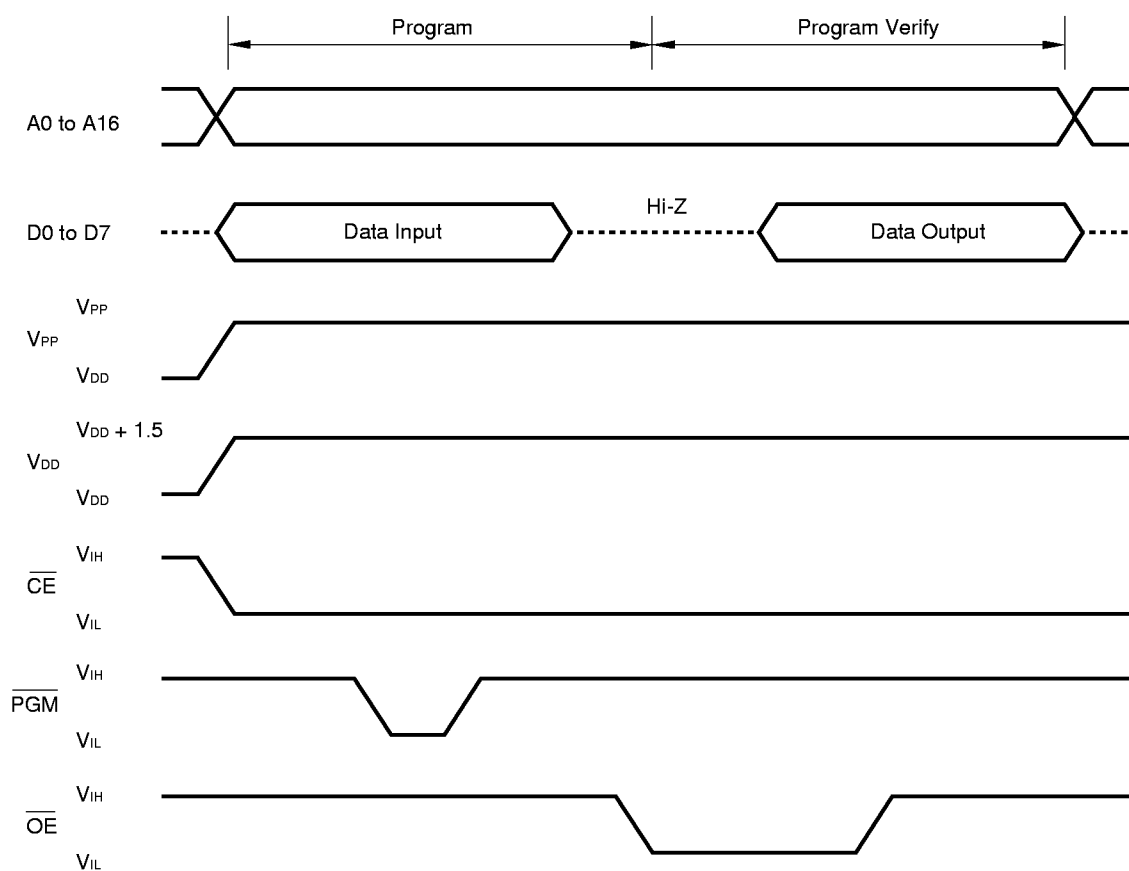 Program Program Verify
A0 to A16
Hi-Z
D0 to D7 Data Input Data Output
VPP
VPP
VDD
VDD + 1.5
VDD
VDD
VIH
CE
VIL
VIH
PGM
VIL
VIH
OE
VIL